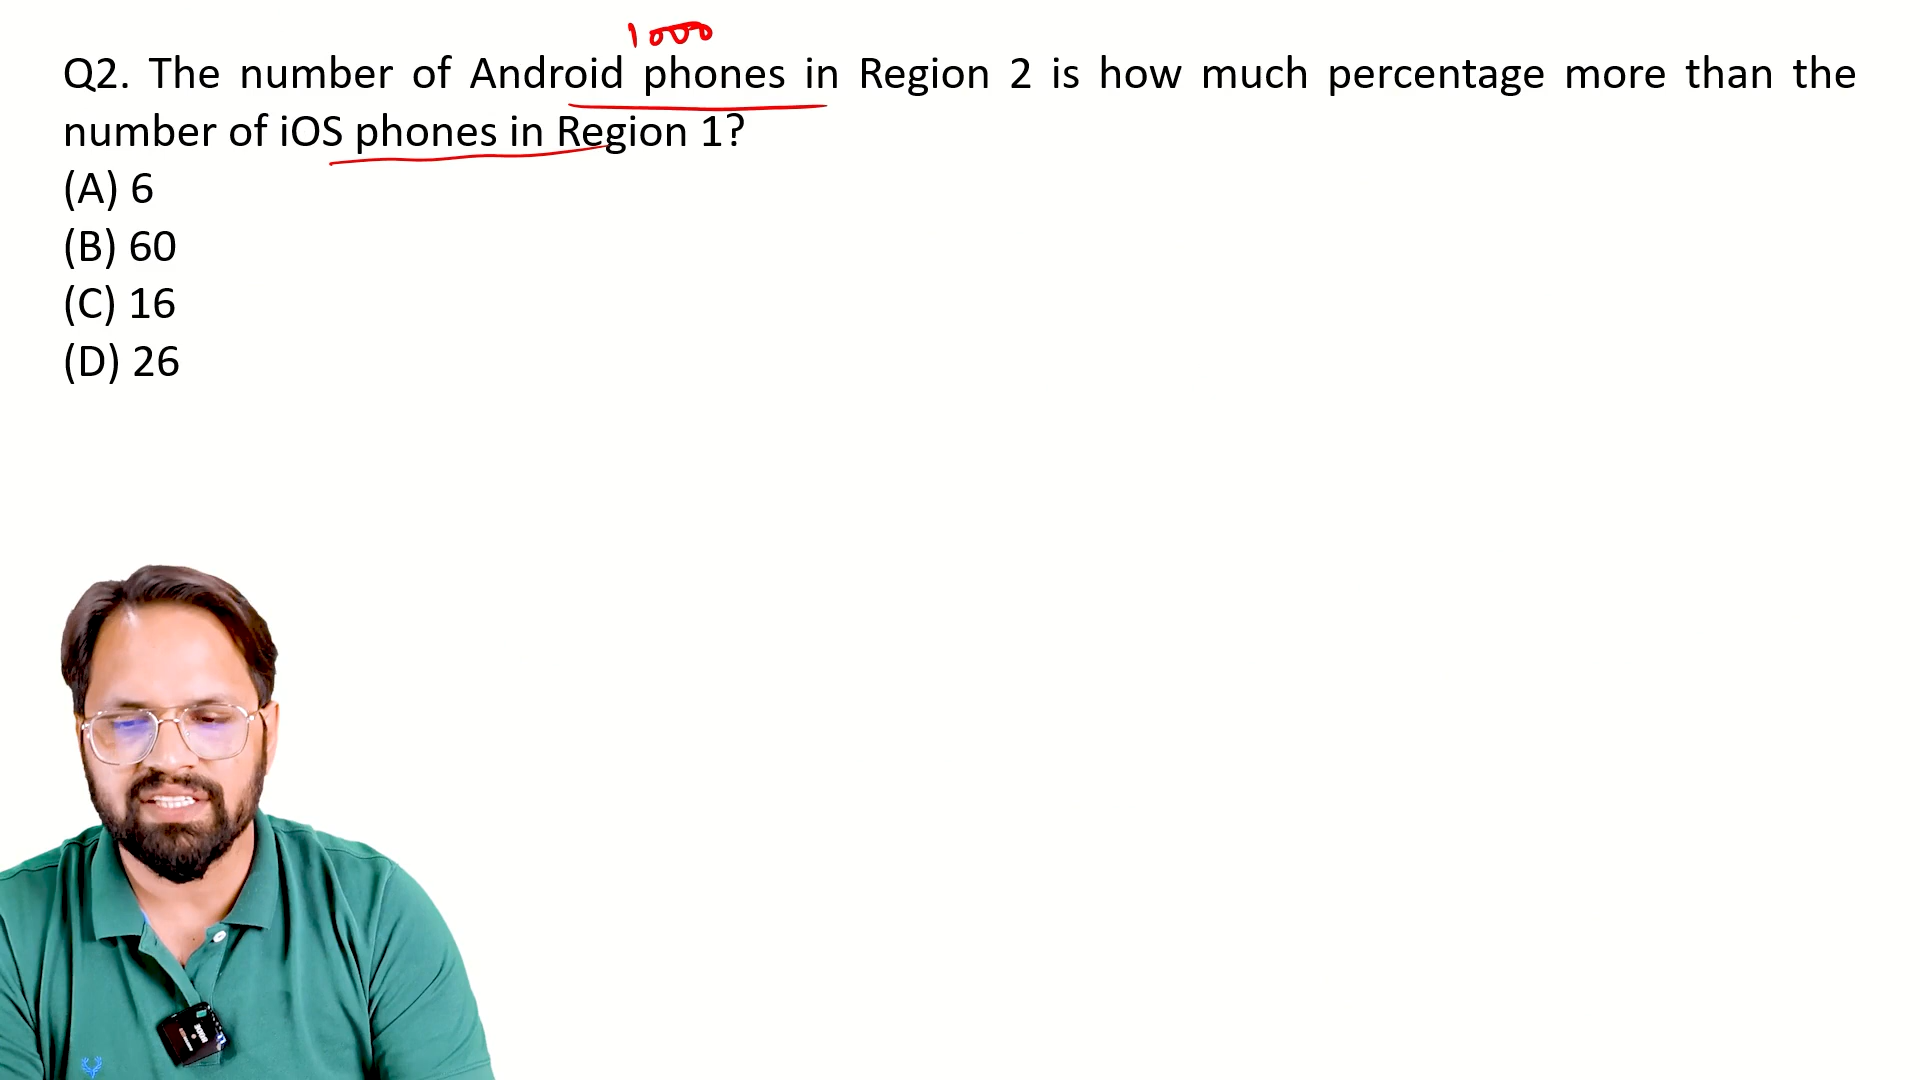 1000
Q2. The number of Android phones in Region 2 is how much percentage more than the
number of iOS phones in Region 1?
(A) 6
(B) 60
(C) 16
(D) 26